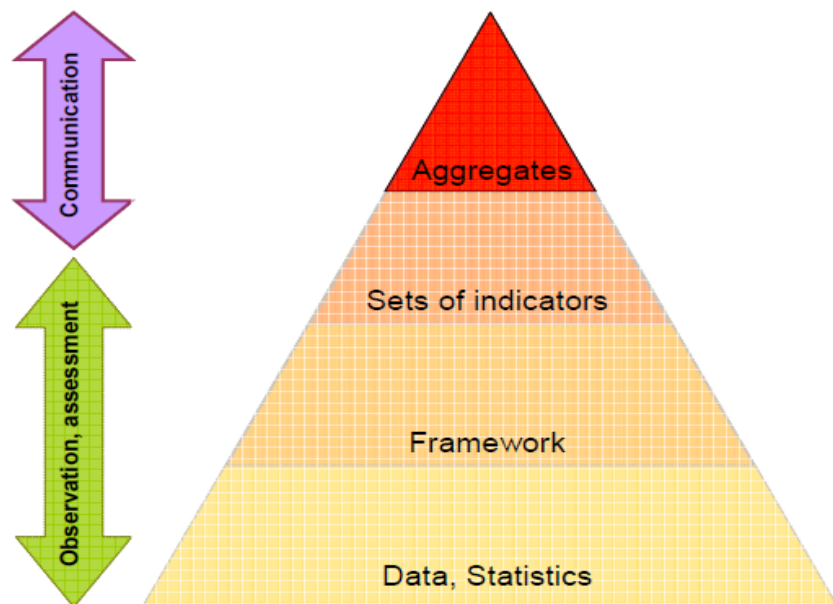 Communication
Aggregates
Sets of indicators
Observation, assessment
Framework
Data, Statistics